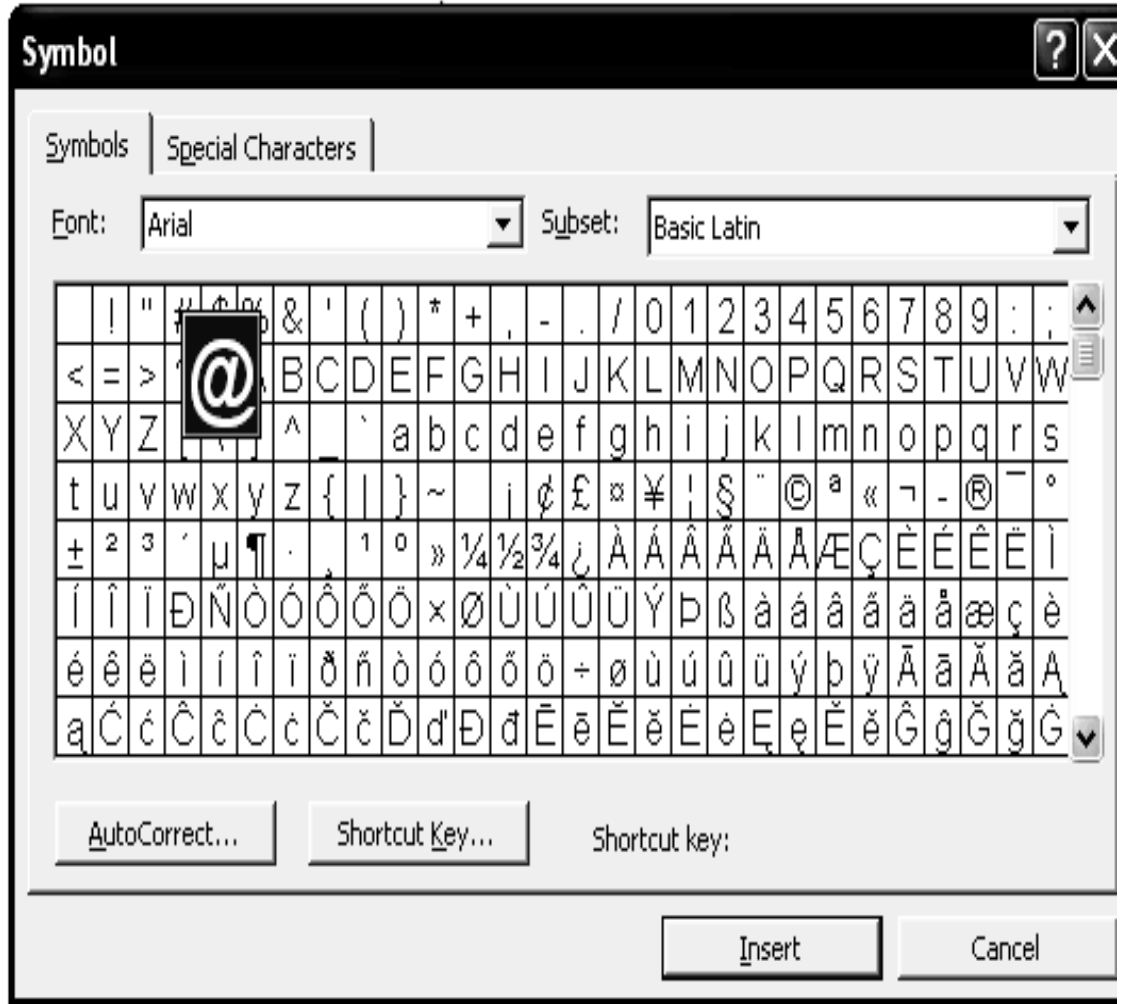 Symbol
Symbols Special Characters
Font: Arial Subset: Basic Latin
! " # $ % & ' ( ) * + , - . / 0 1 2 3 4 5 6 7 8 9 : ;
< = > @ B C D E F G H I J K L M N O P Q R S T U V W
X Y Z ^ _ ` a b c d e f g h i j k l m n o p q r s
t u v w x y z { | } ~ ¡ ¢ £ ¤ ¥ ¦ § ¨ © ª « ¬ - ® ¯ °
± ² ³ ´ µ ¶ · ¸ ¹ º » ¼ ½ ¾ ¿ À Á Â Ã Ä Å Æ Ç È É Ê Ë Ì
Í Î Ï Ð Ñ Ò Ó Ô Õ Ö × Ø Ù Ú Û Ü Ý Þ ß à á â ã ä å æ ç è
é ê ë ì í î ï ð ñ ò ó ô õ ö ÷ ø ù ú û ü ý þ ÿ Ā ā Ă ă Ą
ą Ć ć Ĉ ĉ Ċ ċ Č č Ď ď Đ đ Ē ē Ĕ ĕ Ė ė Ę ę Ě ě Ĝ ĝ Ğ ğ Ġ
AutoCorrect... Shortcut Key... Shortcut key:
Insert Cancel